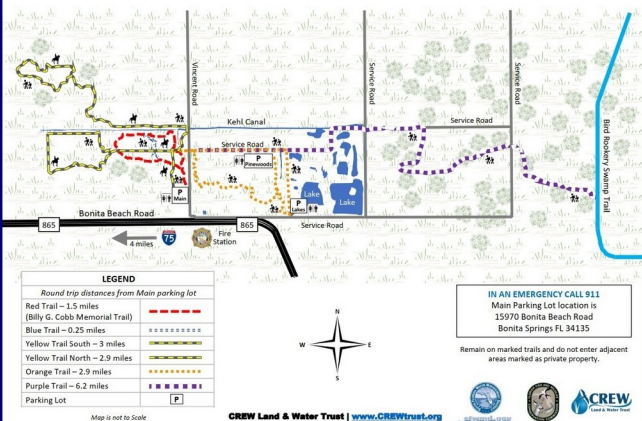 Vincent Road
Service Road
Service Road
Kehl Canal
Service Road
Service Road
P
Pinewoods
P
Main
P
Lakes
Lake
Lake
Bird Rookery Swamp Trail
Bonita Beach Road
Service Road
865
865
4 miles
75
Fire
Station
LEGEND
Round trip distances from Main parking lot
Red Trail – 1.5 miles
(Billy G. Cobb Memorial Trail)
Blue Trail – 0.25 miles
Yellow Trail South – 3 miles
Yellow Trail North – 2.9 miles
Orange Trail – 2.9 miles
Purple Trail – 6.2 miles
Parking Lot
P
Map is not to Scale
N
W
E
S
IN AN EMERGENCY CALL 911
Main Parking Lot location is
15970 Bonita Beach Road
Bonita Springs FL 34135
Remain on marked trails and do not enter adjacent
areas marked as private property.
CREW Land & Water Trust | www.CREWtrust.org
CREW
Land & Water Trust